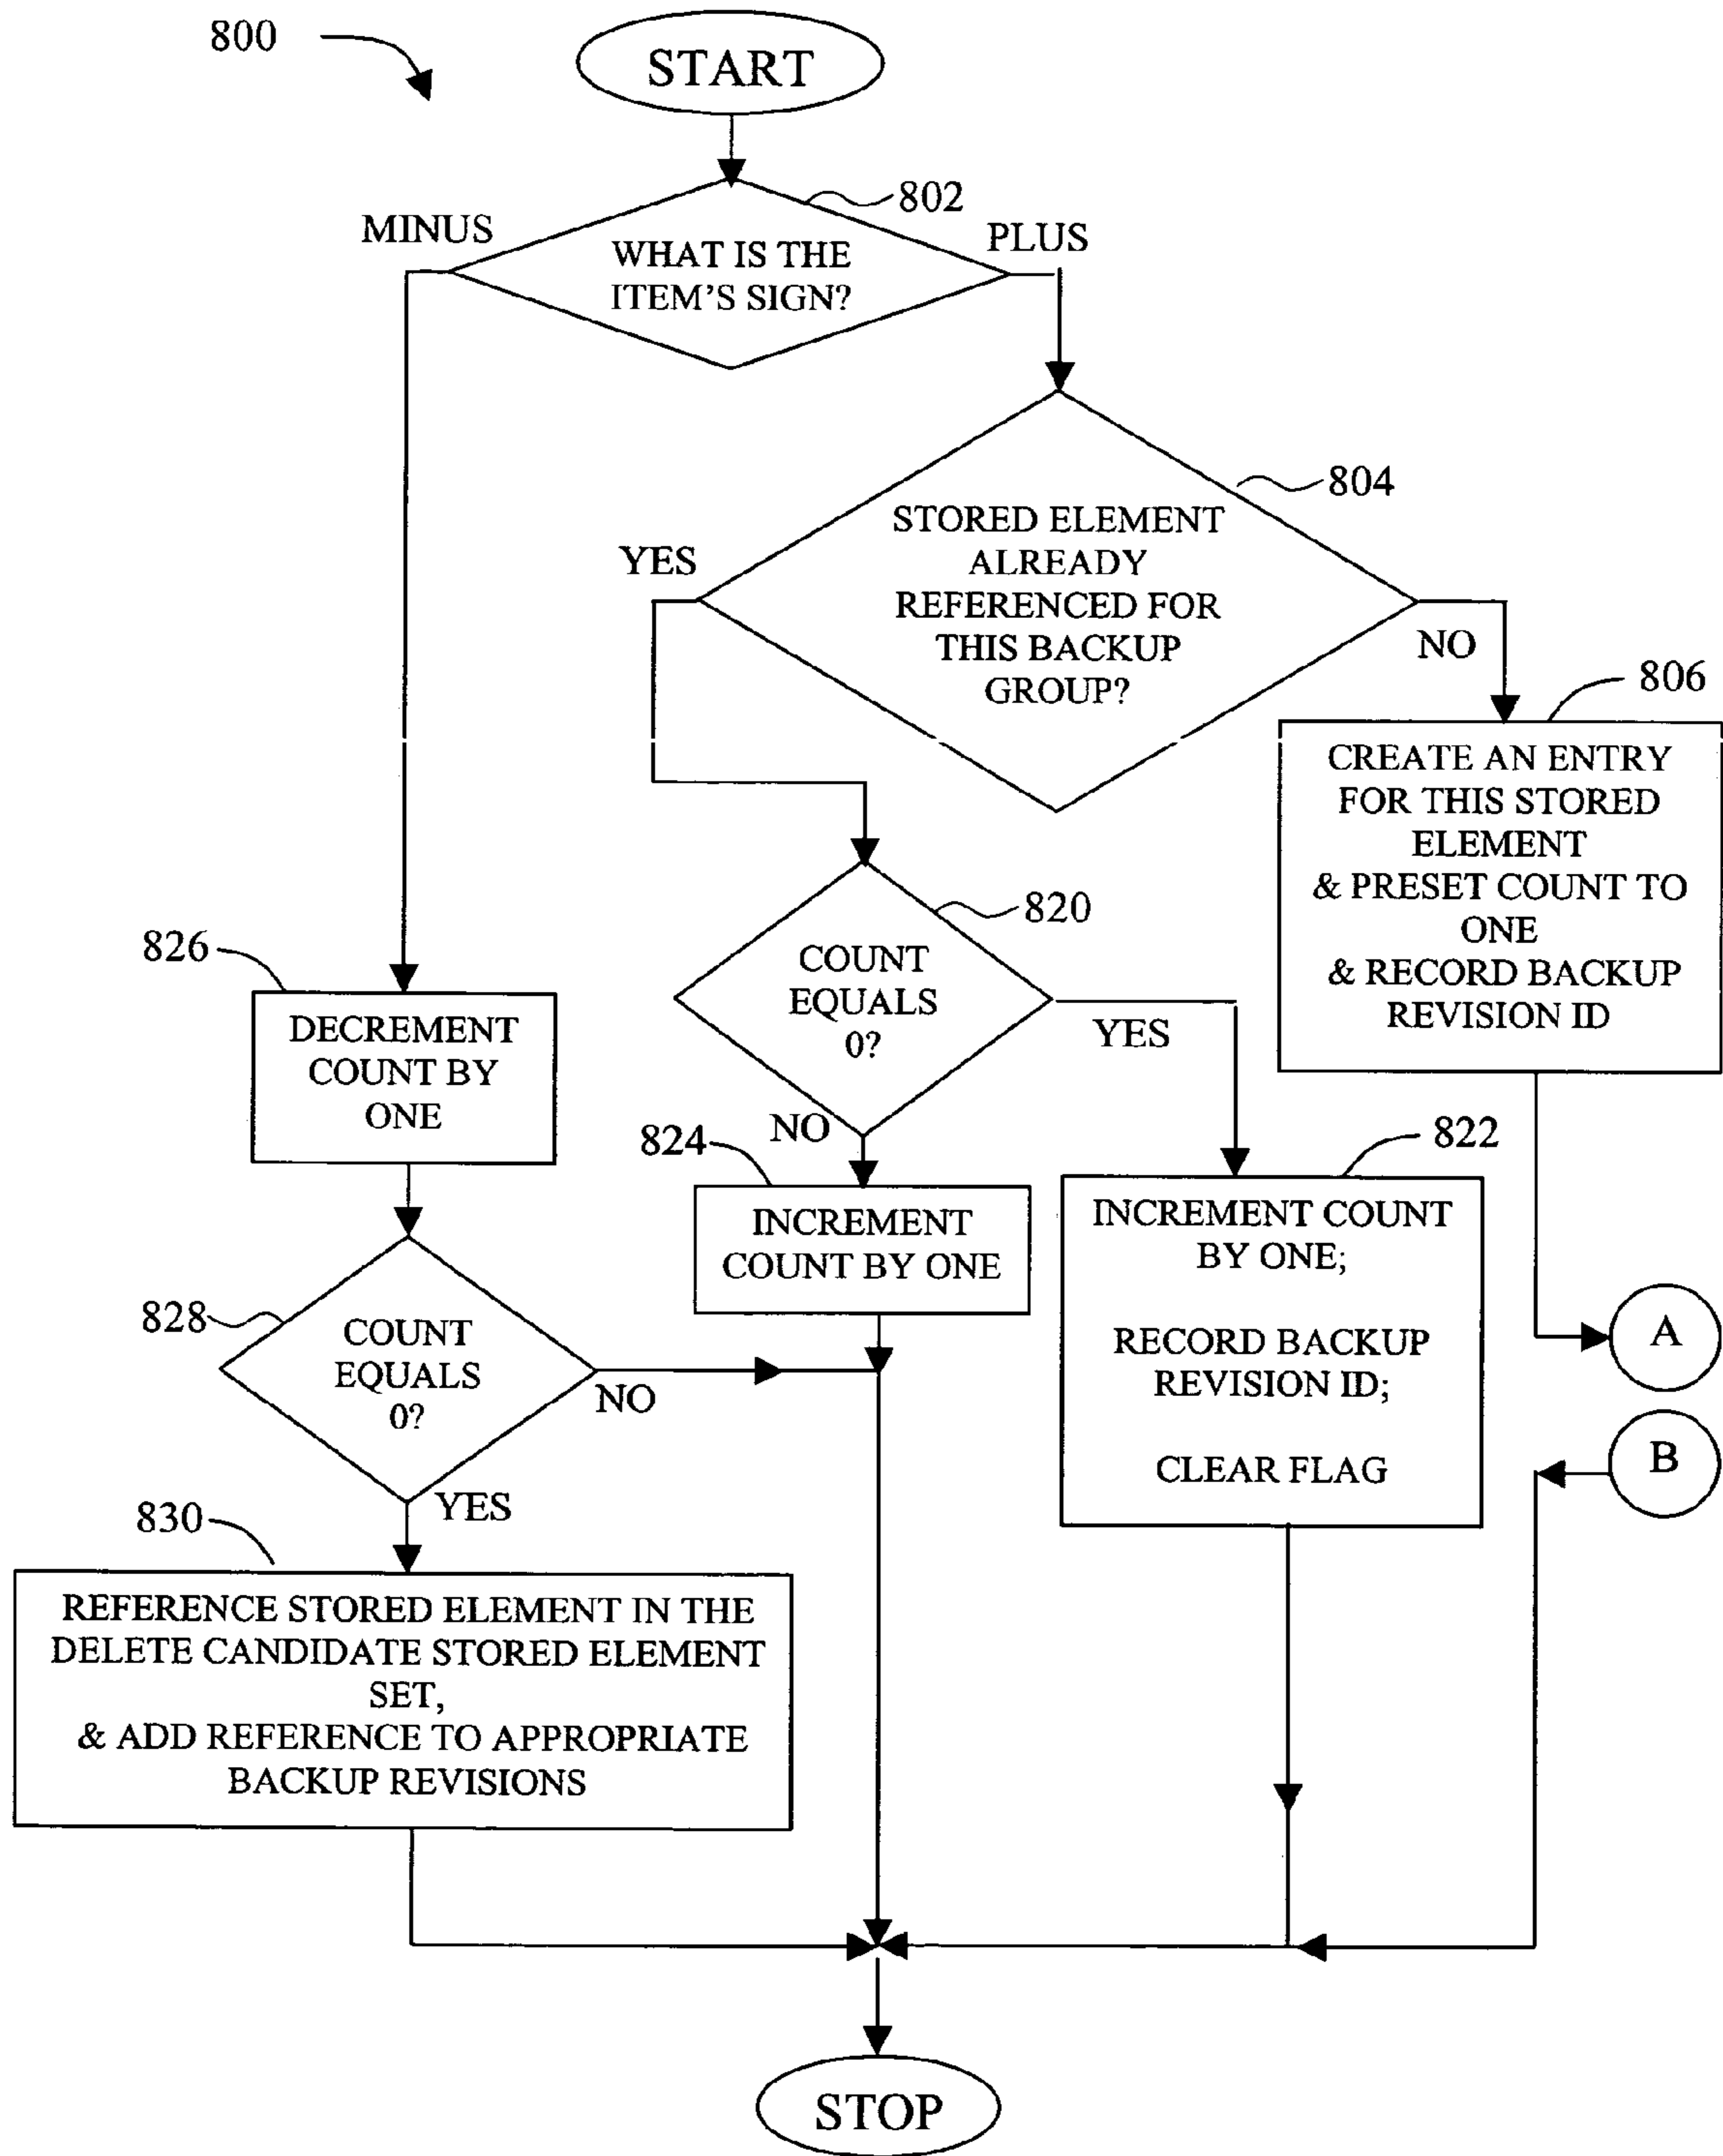 800
START
802
MINUS
PLUS
WHAT IS THE
ITEM'S SIGN?
804
STORED ELEMENT
ALREADY
REFERENCED FOR
THIS BACKUP
GROUP?
YES
NO
806
CREATE AN ENTRY
FOR THIS STORED
ELEMENT
& PRESET COUNT TO
ONE
& RECORD BACKUP
REVISION ID
820
COUNT
EQUALS
0?
YES
NO
826
DECREMENT
COUNT BY
ONE
824
INCREMENT
COUNT BY ONE
822
INCREMENT COUNT
BY ONE;
RECORD BACKUP
REVISION ID;
CLEAR FLAG
A
B
828
COUNT
EQUALS
0?
NO
YES
830
REFERENCE STORED ELEMENT IN THE
DELETE CANDIDATE STORED ELEMENT
SET,
& ADD REFERENCE TO APPROPRIATE
BACKUP REVISIONS
STOP